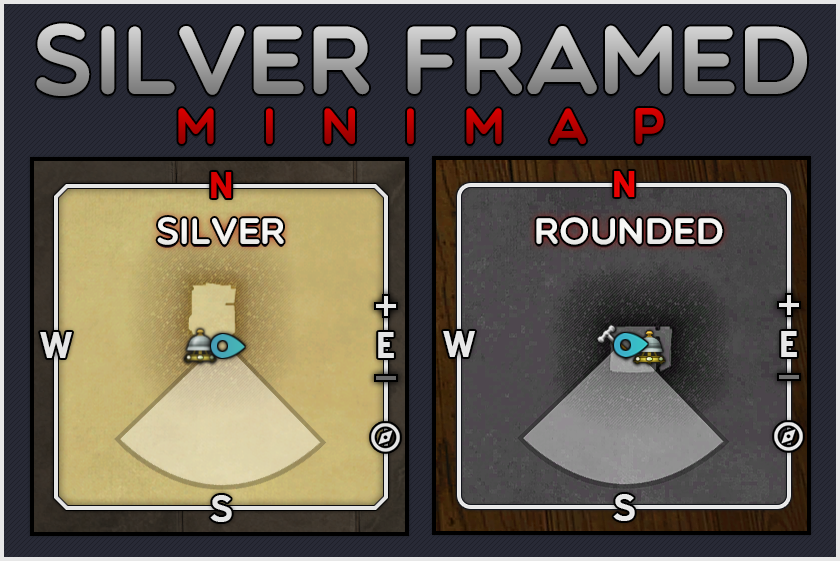 SILVER FRAMED
MINIMAP
N
SILVER
W
+
E
−
S
N
ROUNDED
W
+
E
−
S